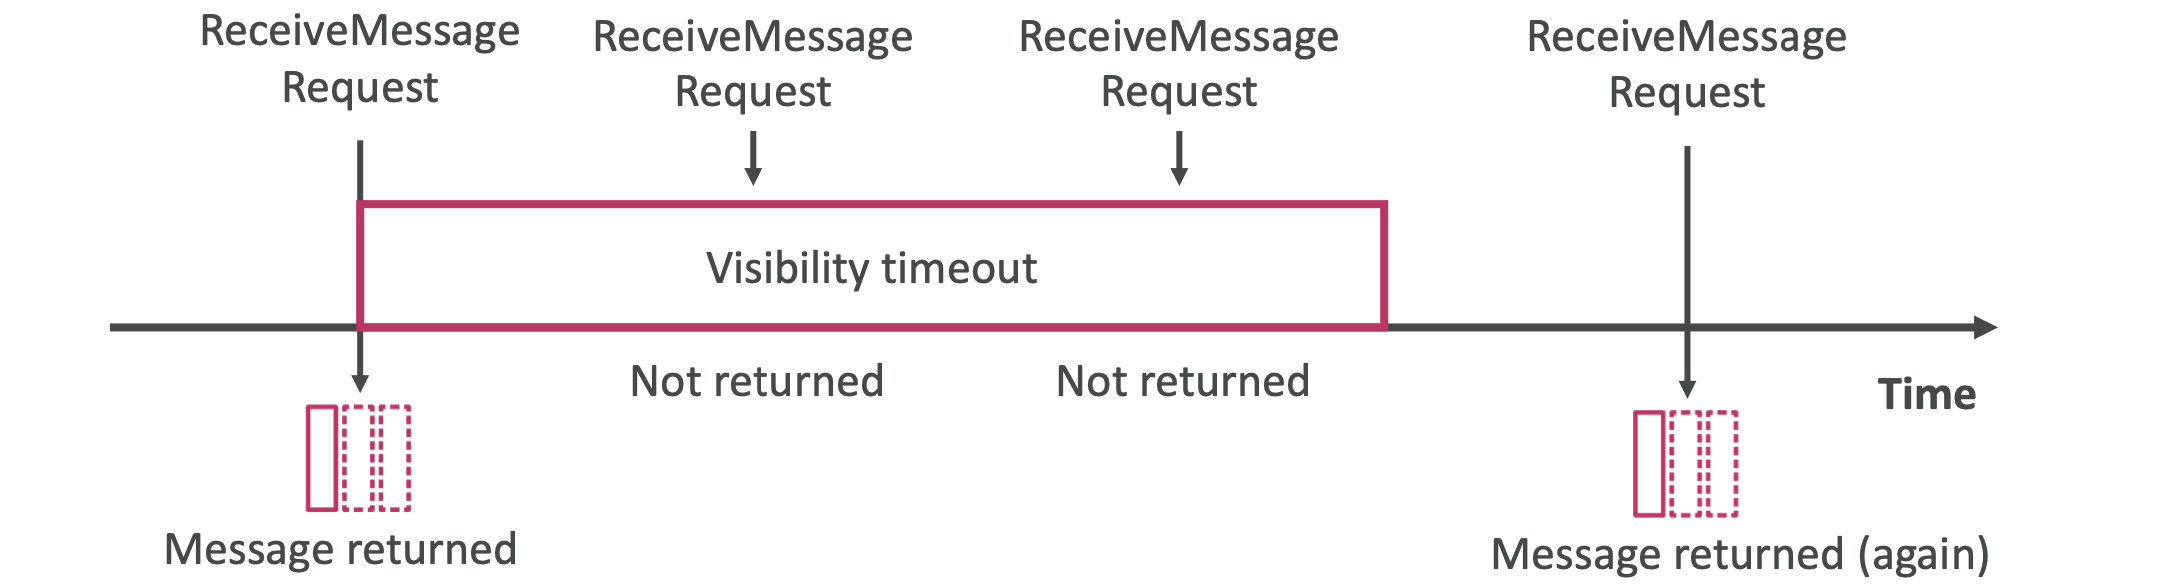 ReceiveMessage
Request
ReceiveMessage
Request
ReceiveMessage
Request
ReceiveMessage
Request
Visibility timeout
Not returned
Not returned
Time
Message returned
Message returned (again)